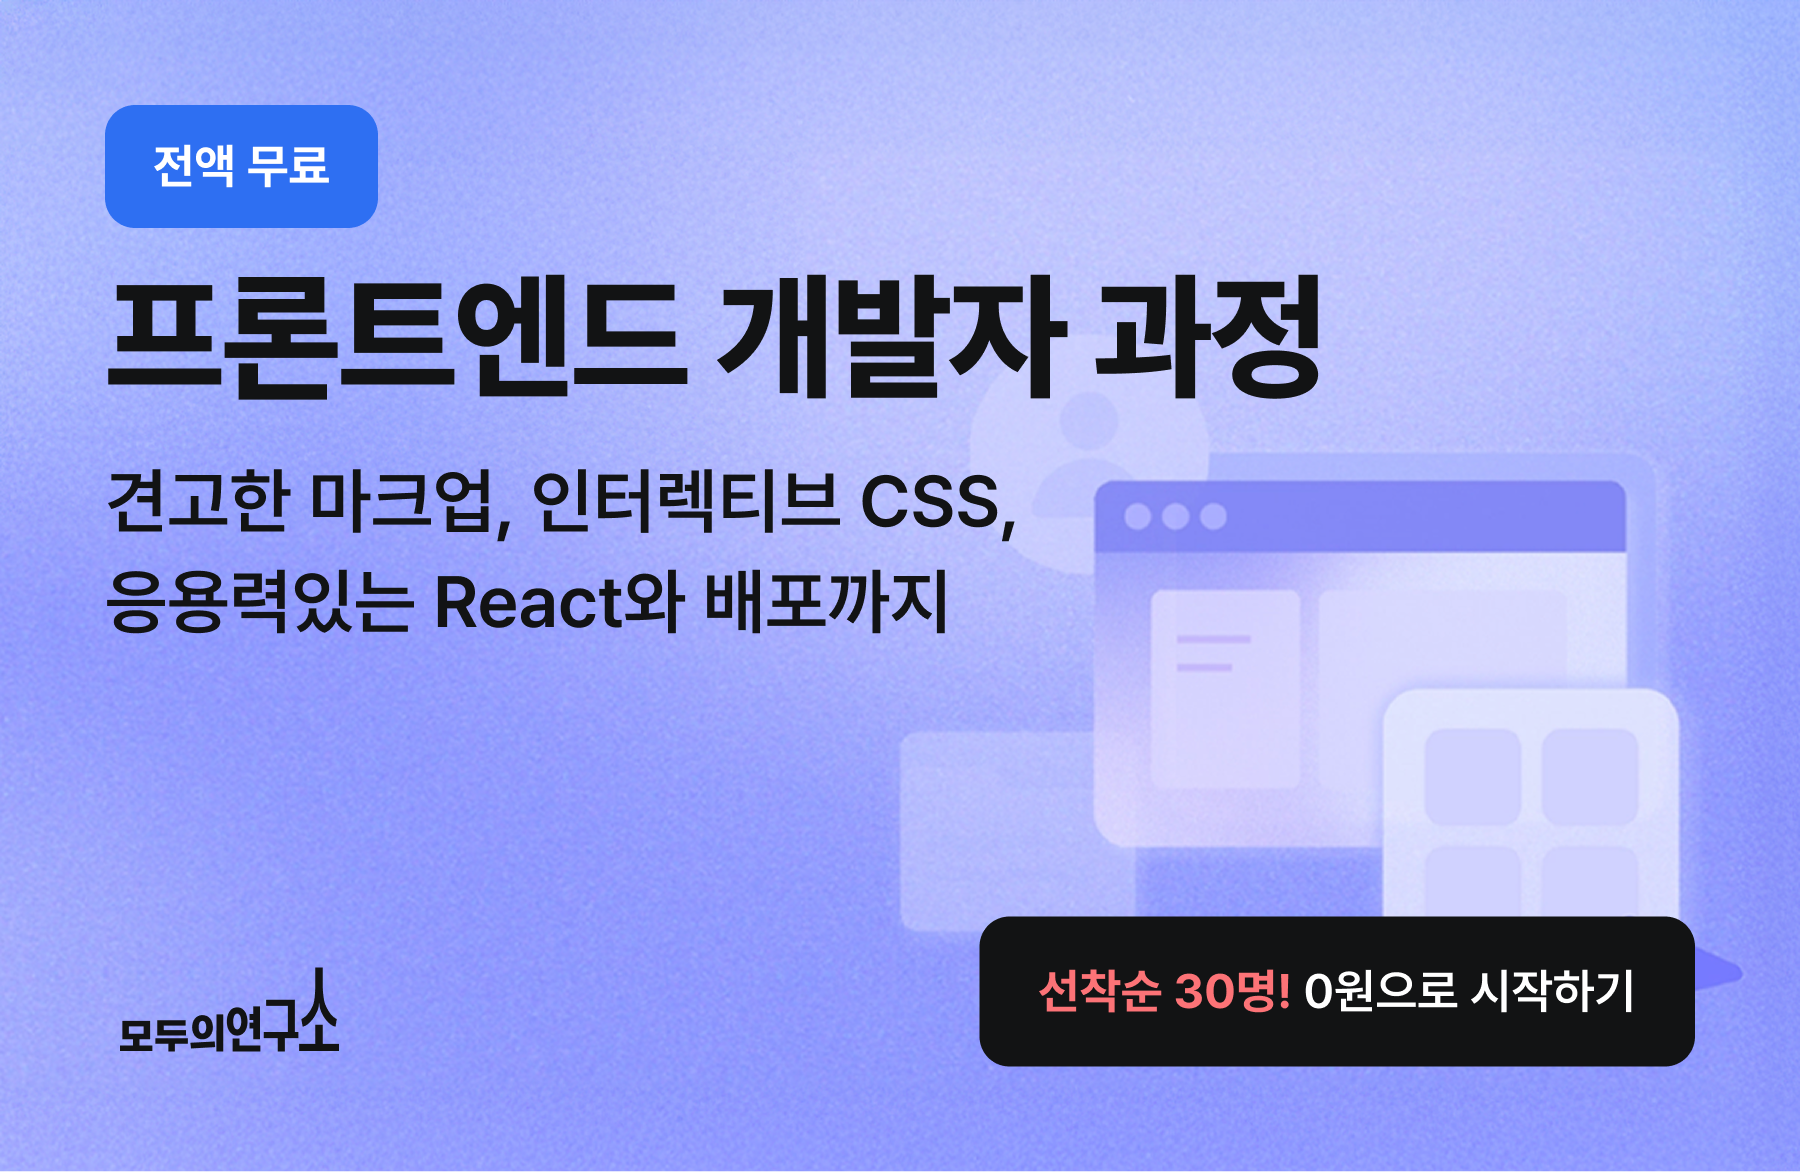 전액 무료
프론트엔드 개발자 과정
견고한 마크업, 인터렉티브 CSS,
응용력있는 React와 배포까지
모두의연구소
선착순 30명! 0원으로 시작하기